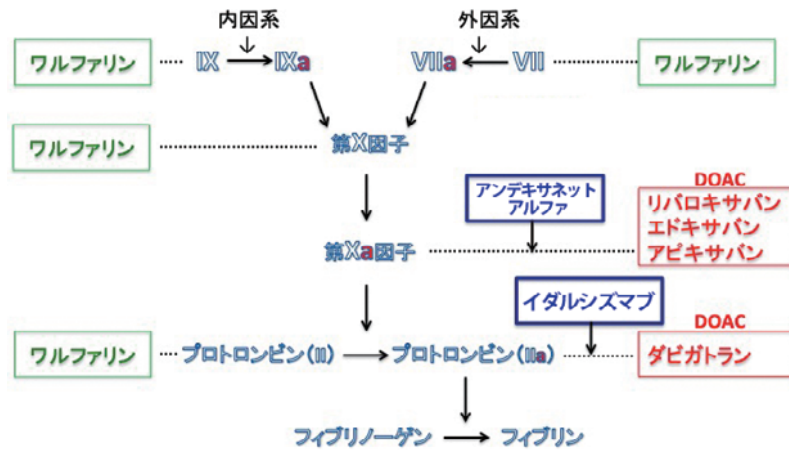 内因系
外因系
ワルファリン
IX
IXa
VIIa
VII
ワルファリン
ワルファリン
第X因子
アンデキサネット
アルファ
DOAC
リバロキサバン
エドキサバン
アピキサバン
第Xa因子
イダルシズマブ
DOAC
ワルファリン
プロトロンビン(II)
プロトロンビン(IIa)
ダビガトラン
フィブリノーゲン
フィブリン